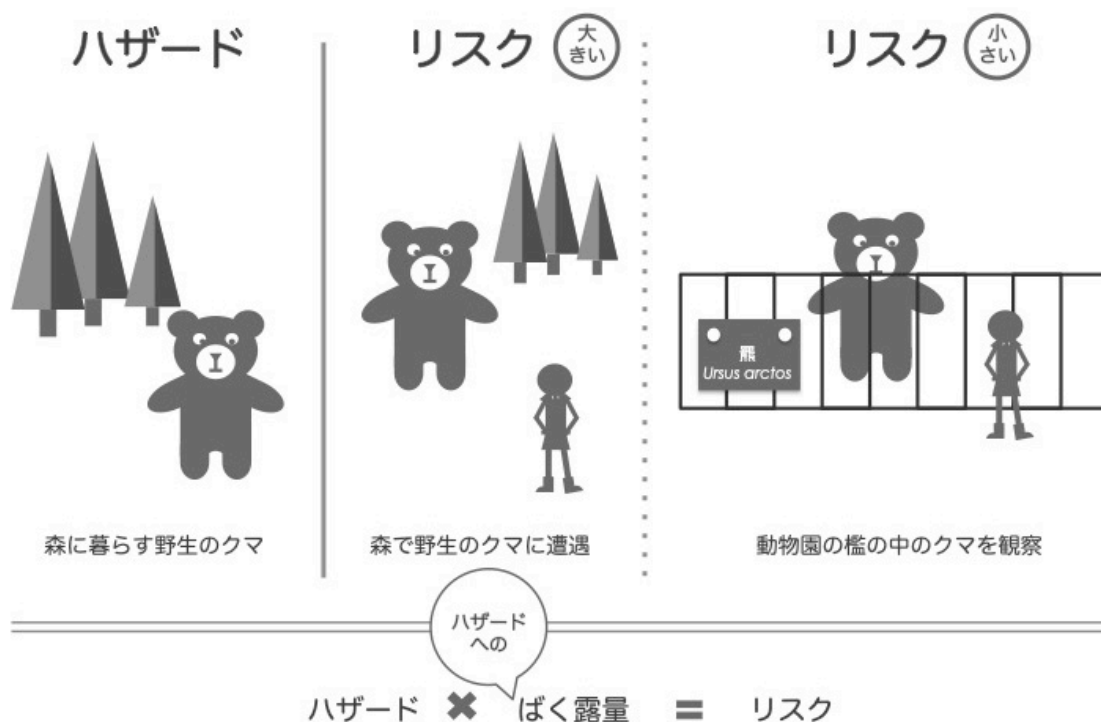 ハザード
リスク
大
きい
リスク
小
さい
熊
Ursus arctos
森に暮らす野生のクマ
森で野生のクマに遭遇
動物園の檻の中のクマを観察
ハザード
への
ハザード ✖ ばく露量 = リスク